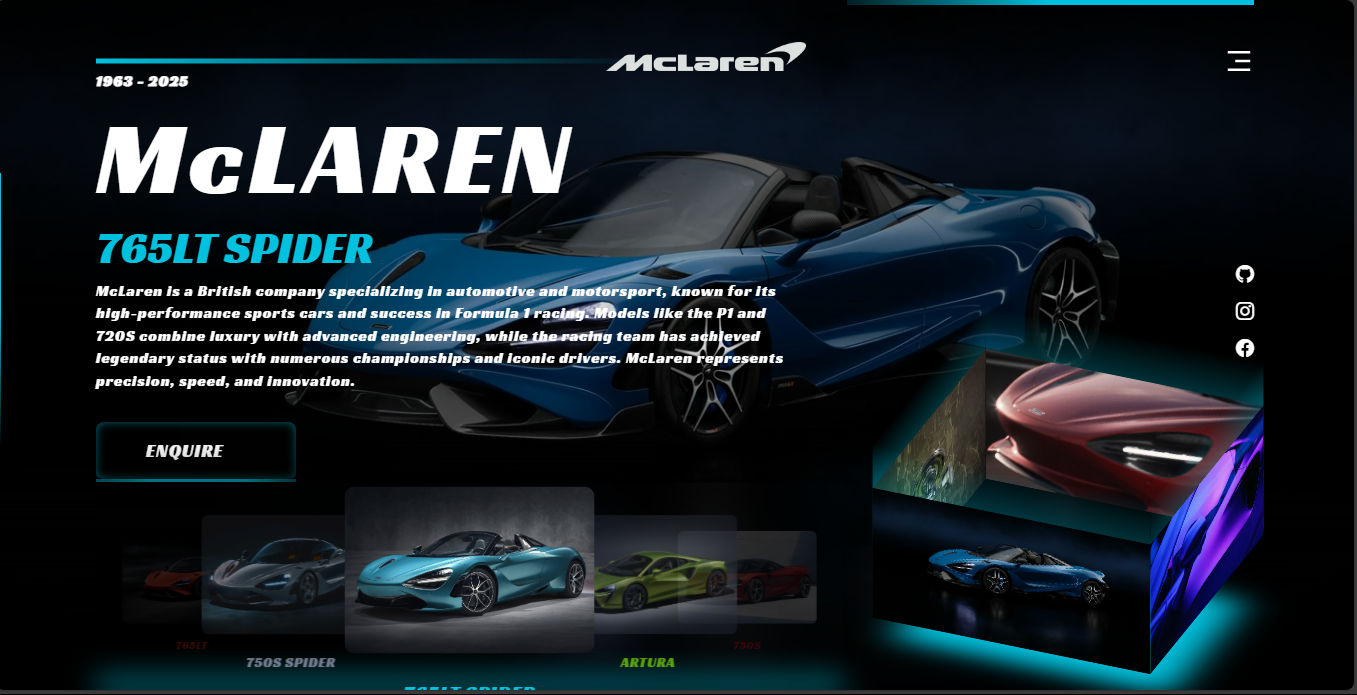 McLaren
1963 - 2025
McLAREN
765LT SPIDER
McLaren is a British company specializing in automotive and motorsport, known for its
high-performance sports cars and success in Formula 1 racing. Models like the P1 and
720S combine luxury with advanced engineering, while the racing team has achieved
legendary status with numerous championships and iconic drivers. McLaren represents
precision, speed, and innovation.
ENQUIRE
765LT
750S
750S SPIDER
ARTURA
765LT SPIDER